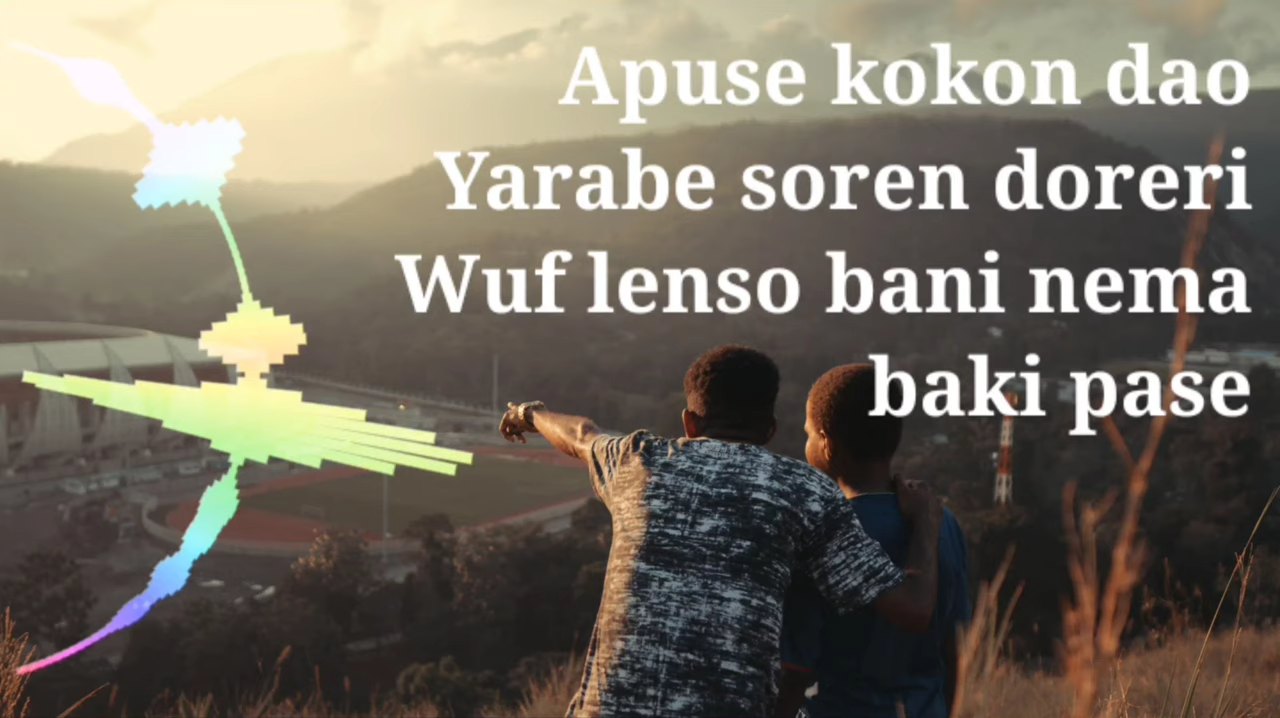 Apuse kokon dao
Yarabe soren doreri
Wuf lenso bani nema
baki pase